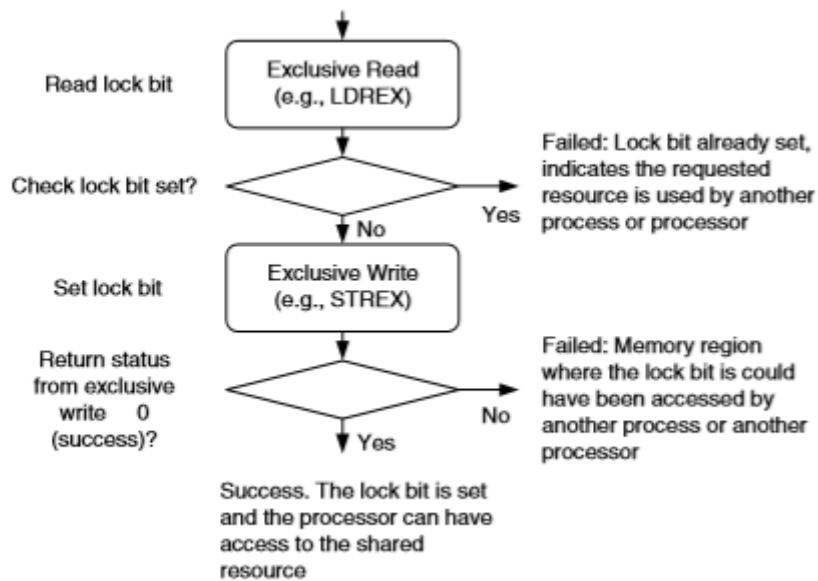 Read lock bit
Exclusive Read
(e.g., LDREX)
Check lock bit set?
Yes
Failed: Lock bit already set,
indicates the requested
resource is used by another
process or processor
No
Set lock bit
Exclusive Write
(e.g., STREX)
Return status
from exclusive
write 0
(success)?
No
Failed: Memory region
where the lock bit is could
have been accessed by
another process or another
processor
Yes
Success. The lock bit is set
and the processor can have
access to the shared
resource